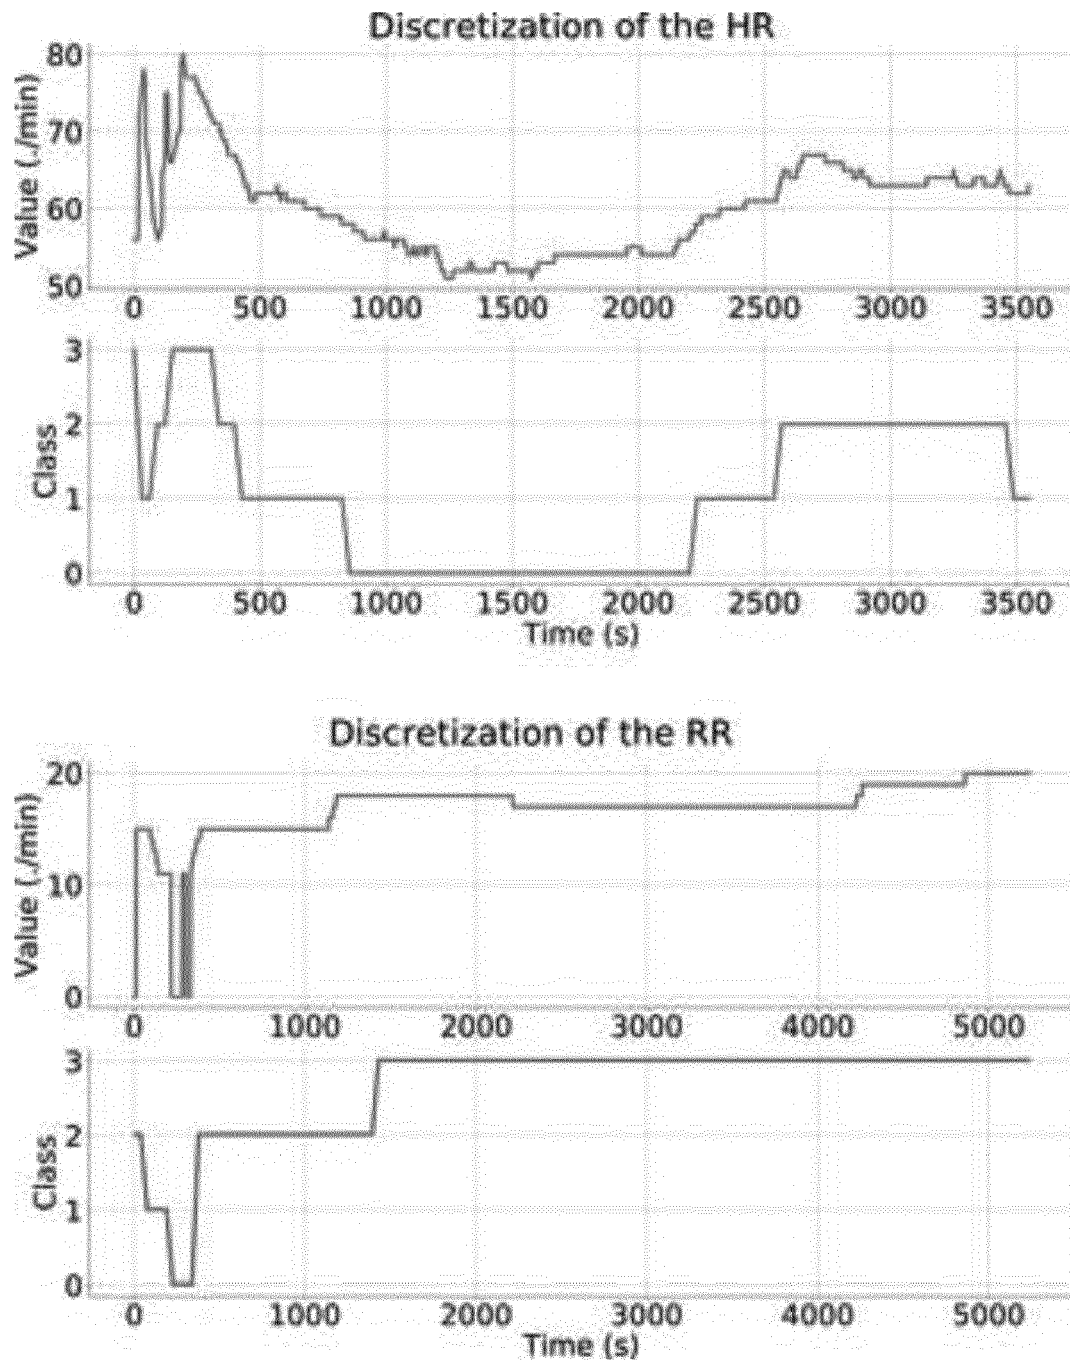 Discretization of the HR
Value (./min)
80
70
60
50
0 500 1000 1500 2000 2500 3000 3500
Class
3
2
1
0
0 500 1000 1500 2000 2500 3000 3500
Time (s)
Discretization of the RR
Value (./min)
20
10
0
0 1000 2000 3000 4000 5000
Class
3
2
1
0
0 1000 2000 3000 4000 5000
Time (s)